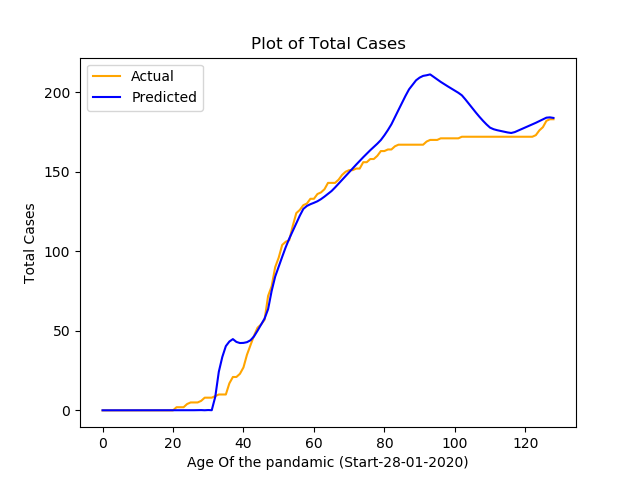 Plot of Total Cases
Actual
Predicted
200
150
100
50
0
Total Cases
0 20 40 60 80 100 120
Age Of the pandamic (Start-28-01-2020)